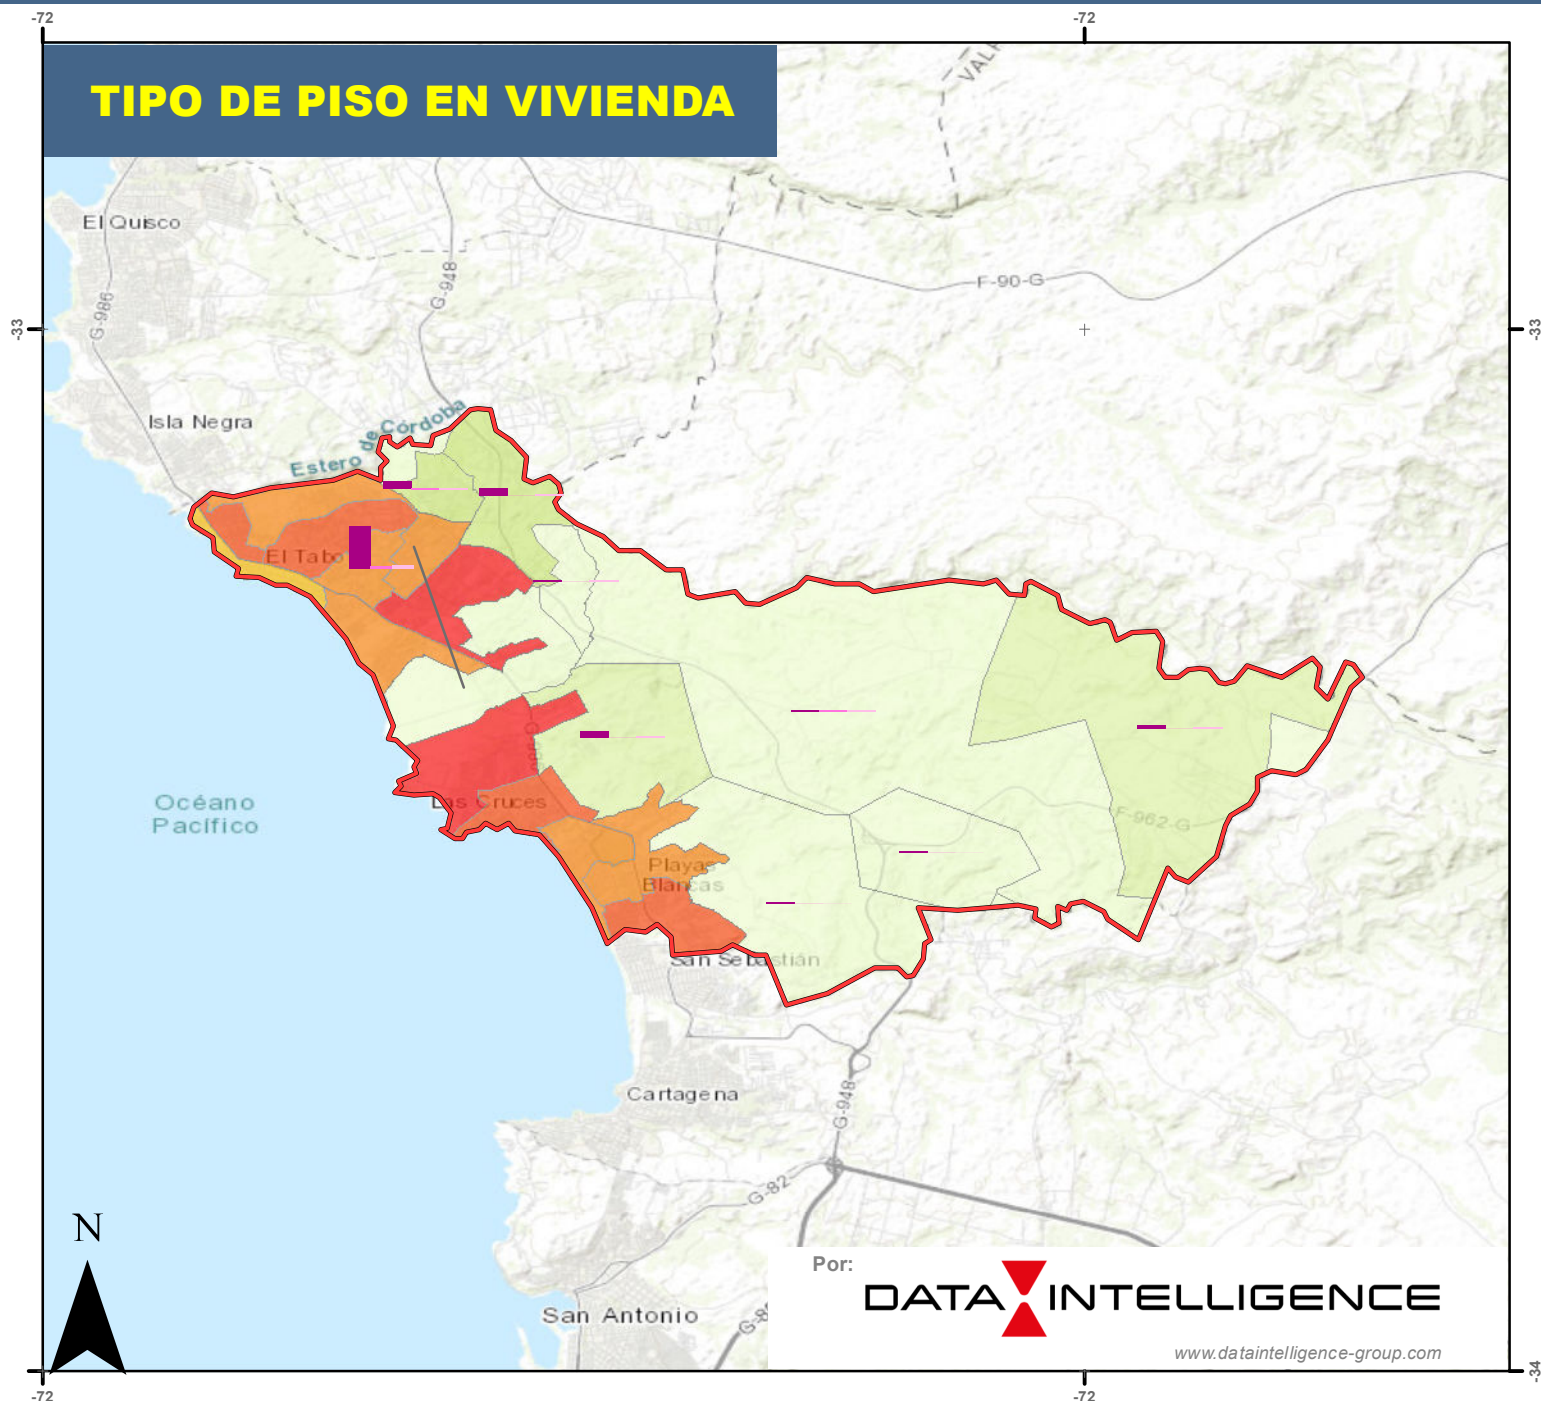 -72
-72
TIPO DE PISO EN VIVIENDA
El Quisco
G-986
G-948
F-90-G
-33
-33
Isla Negra
Estero de Córdoba
El Tabo
Las Cruces
Océano
Pacífico
F-962-G
Playas
Blancas
San Sebastián
Cartagena
G-948
G-82
N
San Antonio
Por:
DATA INTELLIGENCE
www.dataintelligence-group.com
-34
-72
-72